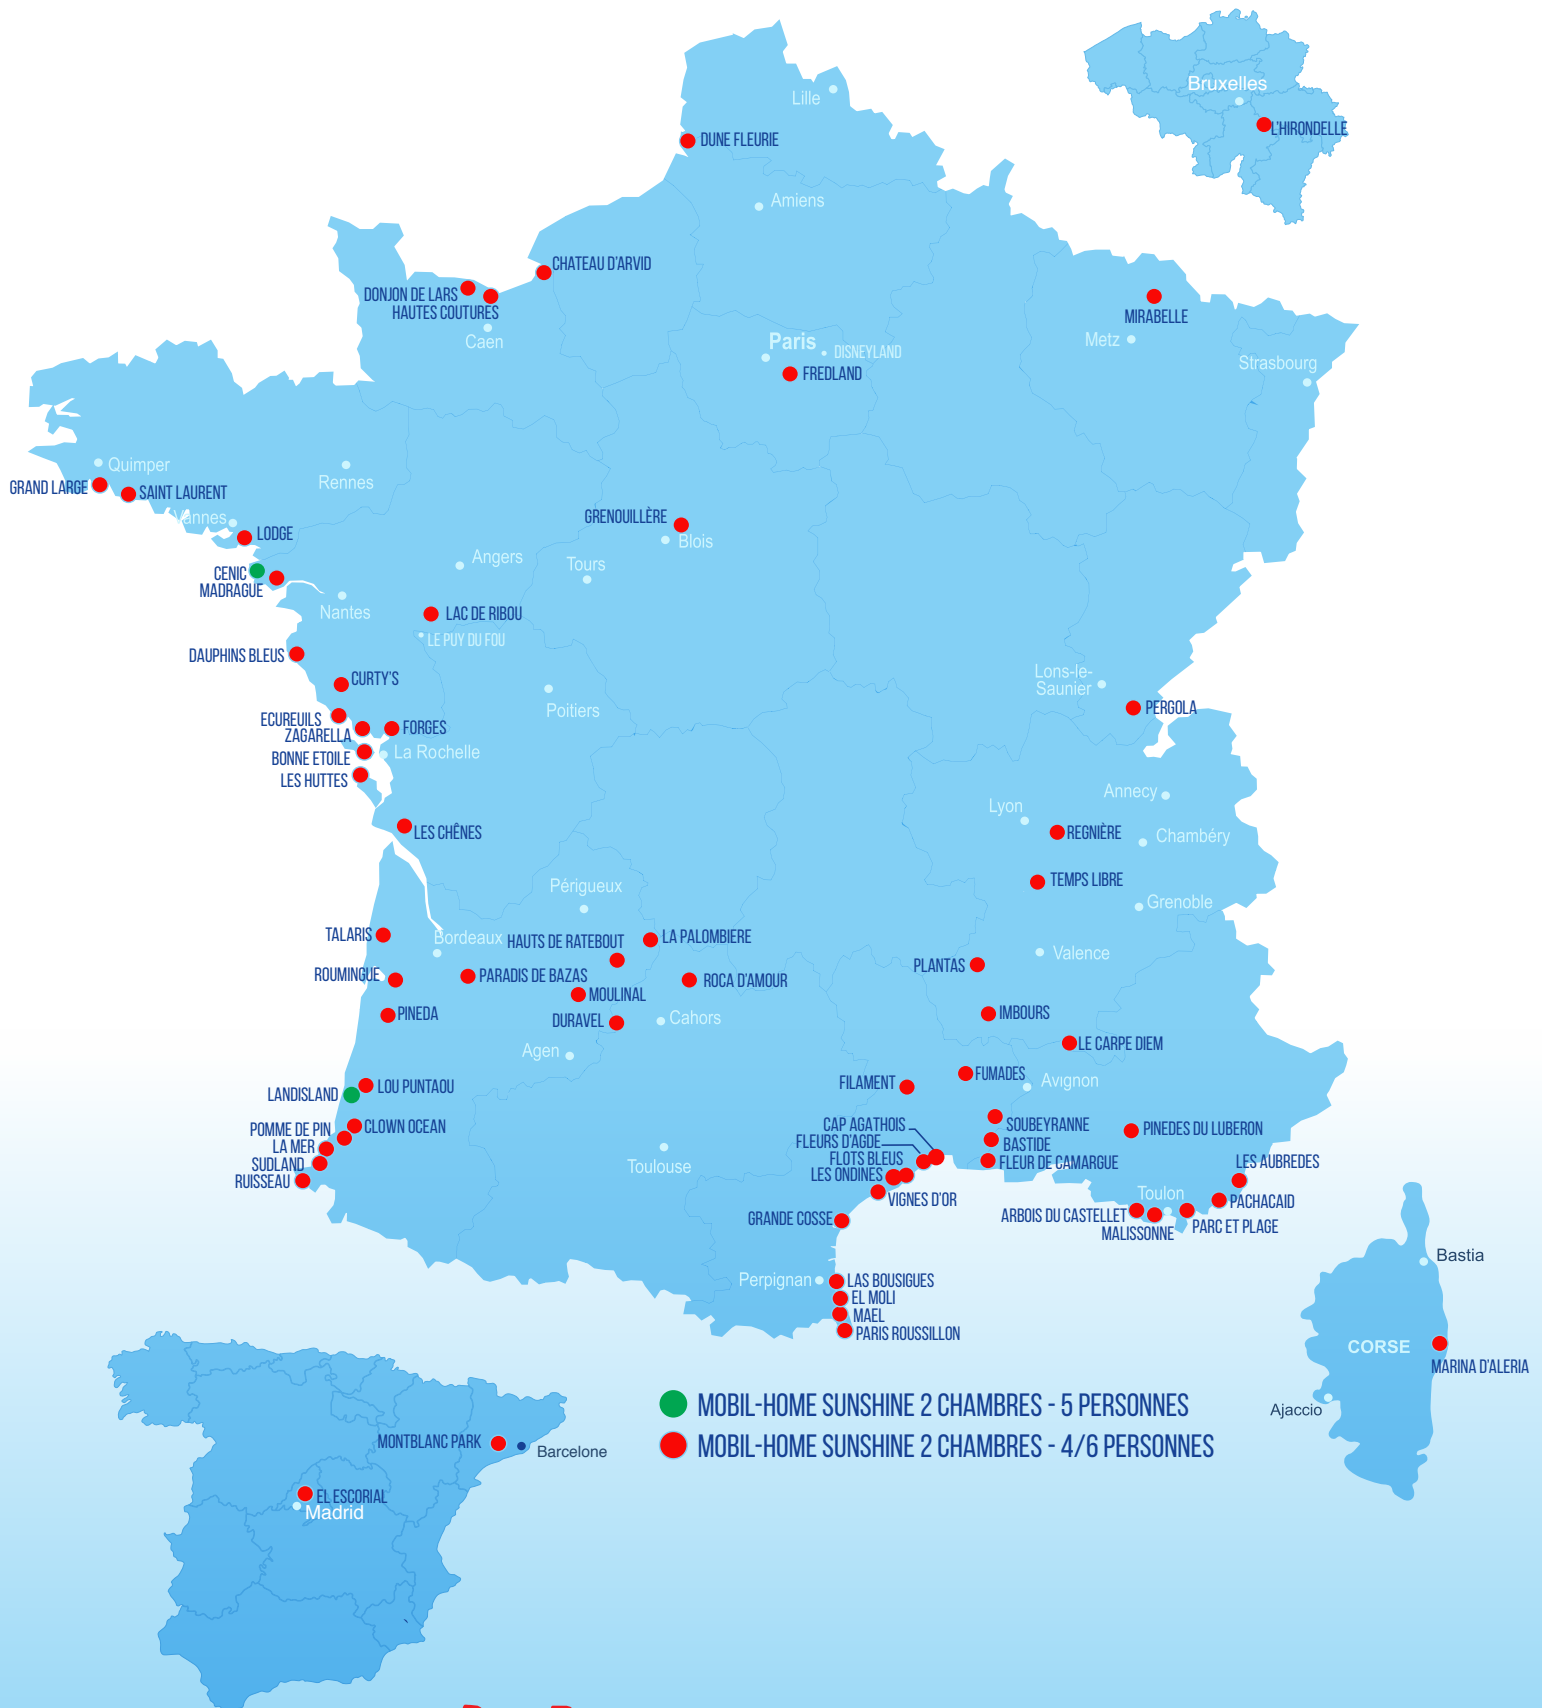 Bruxelles
L'HIRONDELLE
Lille
DUNE FLEURIE
Amiens
CHATEAU D'ARVID
DONJON DE LARS
HAUTES COUTURES
Caen
MIRABELLE
Metz
Strasbourg
Paris
DISNEYLAND
FREDLAND
Quimper
GRAND LARGE
SAINT LAURENT
Rennes
Vannes
LODGE
GRENOUILLÈRE
Blois
Angers
Tours
CENIC
MADRAGUE
Nantes
LAC DE RIBOU
LE PUY DU FOU
DAUPHINS BLEUS
CURTY'S
Lons-le-
Saunier
PERGOLA
Poitiers
ECUREUILS
ZAGARELLA
FORGES
BONNE ETOILE
La Rochelle
LES HUTTES
Annecy
Lyon
LES CHÊNES
REGNIÈRE
Chambéry
TEMPS LIBRE
Périgueux
Grenoble
TALARIS
Bordeaux
HAUTS DE RATEBOUT
LA PALOMBIERE
Valence
PLANTAS
ROUMINGUE
PARADIS DE BAZAS
ROCA D'AMOUR
MOULINAL
PINEDA
DURAVEL
Cahors
IMBOURS
LE CARPE DIEM
Agen
FUMADES
Avignon
FILAMENT
LANDISLAND
LOU PUNTAOU
POMME DE PIN
CLOWN OCEAN
LA MER
SUDLAND
RUISSEAU
CAP AGATHOIS
FLEURS D'AGDE
FLOTS BLEUS
LES ONDINES
VIGNES D'OR
SOUBEYRANNE
BASTIDE
FLEUR DE CAMARGUE
PINEDES DU LUBERON
LES AUBREDES
Toulouse
Toulon
PACHACAID
ARBOIS DU CASTELLET
PARC ET PLAGE
MALISSONNE
GRANDE COSSE
Perpignan
LAS BOUSIGUES
EL MOLI
MAEL
PARIS ROUSSILLON
Bastia
CORSE
MARINA D'ALERIA
Ajaccio
MOBIL-HOME SUNSHINE 2 CHAMBRES - 5 PERSONNES
MOBIL-HOME SUNSHINE 2 CHAMBRES - 4/6 PERSONNES
MONTBLANC PARK
Barcelone
EL ESCORIAL
Madrid